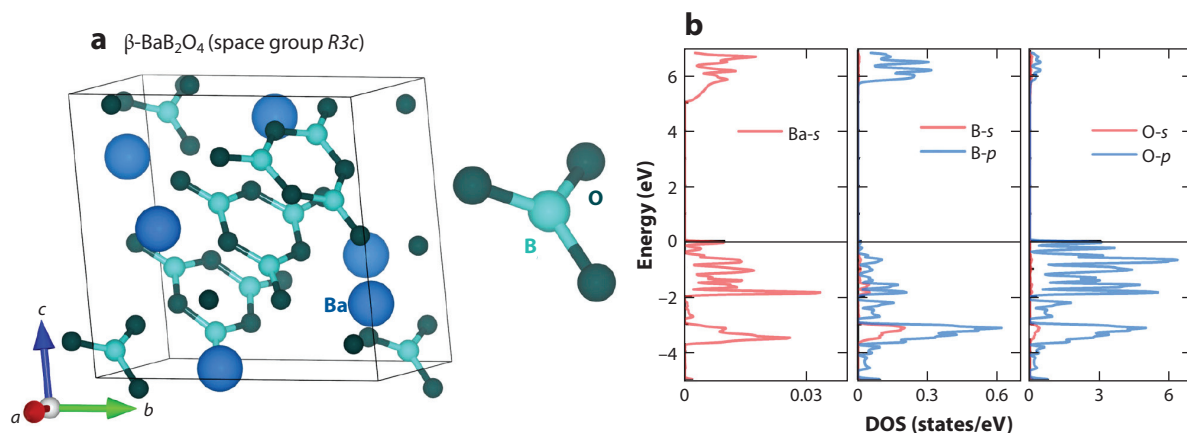 a β-BaB₂O₄ (space group R3c)
O
B
Ba
c
b
a
b
Energy (eV)
6
4
2
0
−2
−4
Ba-s
B-s
B-p
O-s
O-p
0.03
0
0.3
0.6
0
3
6
DOS (states/eV)